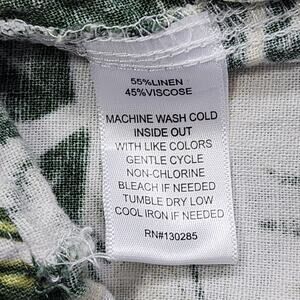 55%LINEN
45%VISCOSE
MACHINE WASH COLD
INSIDE OUT
WITH LIKE COLORS
GENTLE CYCLE
NON-CHLORINE
BLEACH IF NEEDED
TUMBLE DRY LOW
COOL IRON IF NEEDED
RN#130285